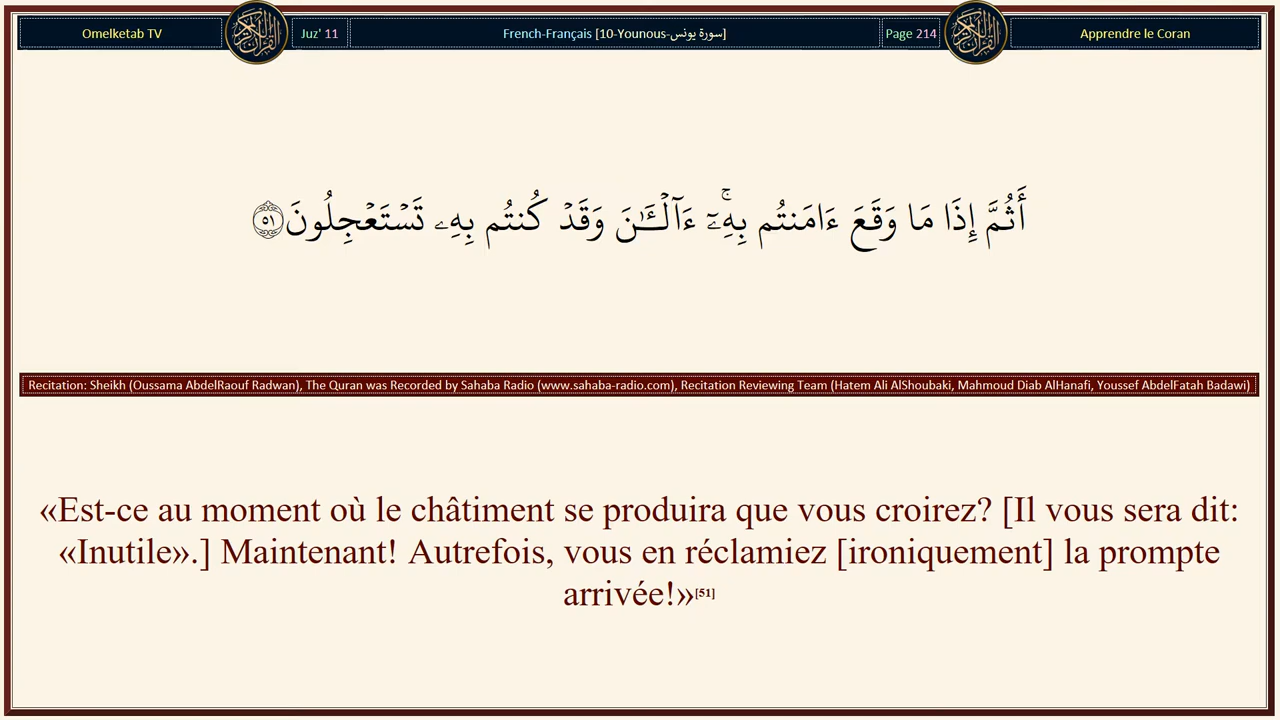 Omelketab TV
Juz' 11
French-Français [10-Younous-سورة يونس]
Page 214
Apprendre le Coran
أَثُمَّ إِذَا مَا وَقَعَ ءَامَنتُم بِهِۦٓۚ ءَآلْـَٰٔنَ وَقَدْ كُنتُم بِهِۦ تَسْتَعْجِلُونَ ٥١
Recitation: Sheikh (Oussama AbdelRaouf Radwan), The Quran was Recorded by Sahaba Radio (www.sahaba-radio.com), Recitation Reviewing Team (Hatem Ali AlShoubaki, Mahmoud Diab AlHanafi, Youssef AbdelFatah Badawi)
«Est-ce au moment où le châtiment se produira que vous croirez? [Il vous sera dit:
«Inutile».] Maintenant! Autrefois, vous en réclamiez [ironiquement] la prompte
arrivée!»[51]